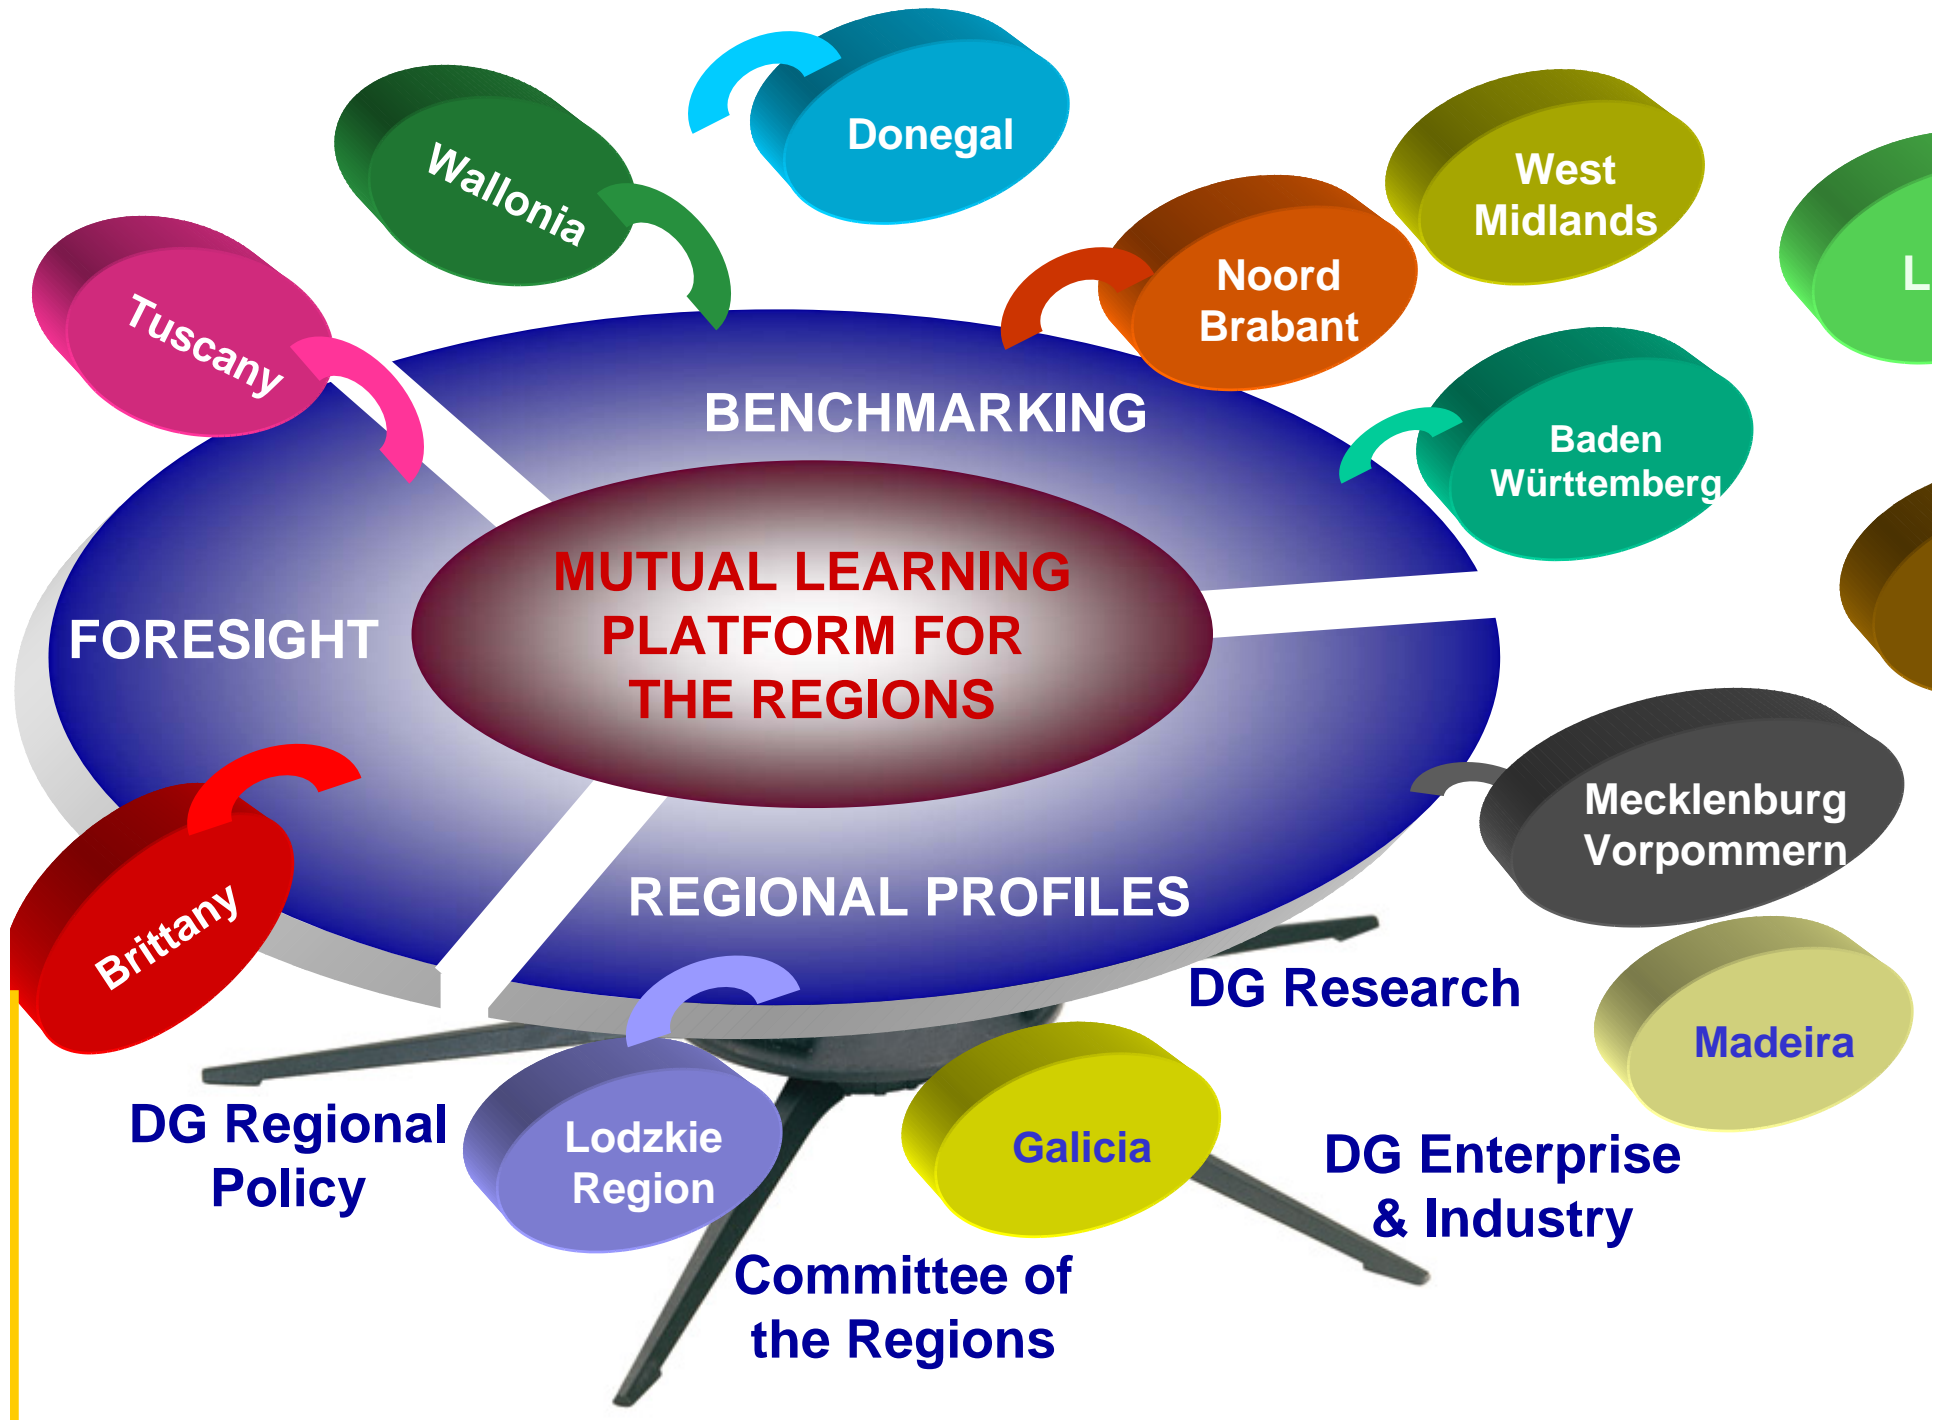 Donegal
Wallonia
West
Midlands
Tuscany
Noord
Brabant
L
BENCHMARKING
Baden
Württemberg
MUTUAL LEARNING
PLATFORM FOR
THE REGIONS
FORESIGHT
Mecklenburg
Vorpommern
REGIONAL PROFILES
Brittany
DG Research
Madeira
DG Regional
Policy
Lodzkie
Region
Galicia
DG Enterprise
& Industry
Committee of
the Regions